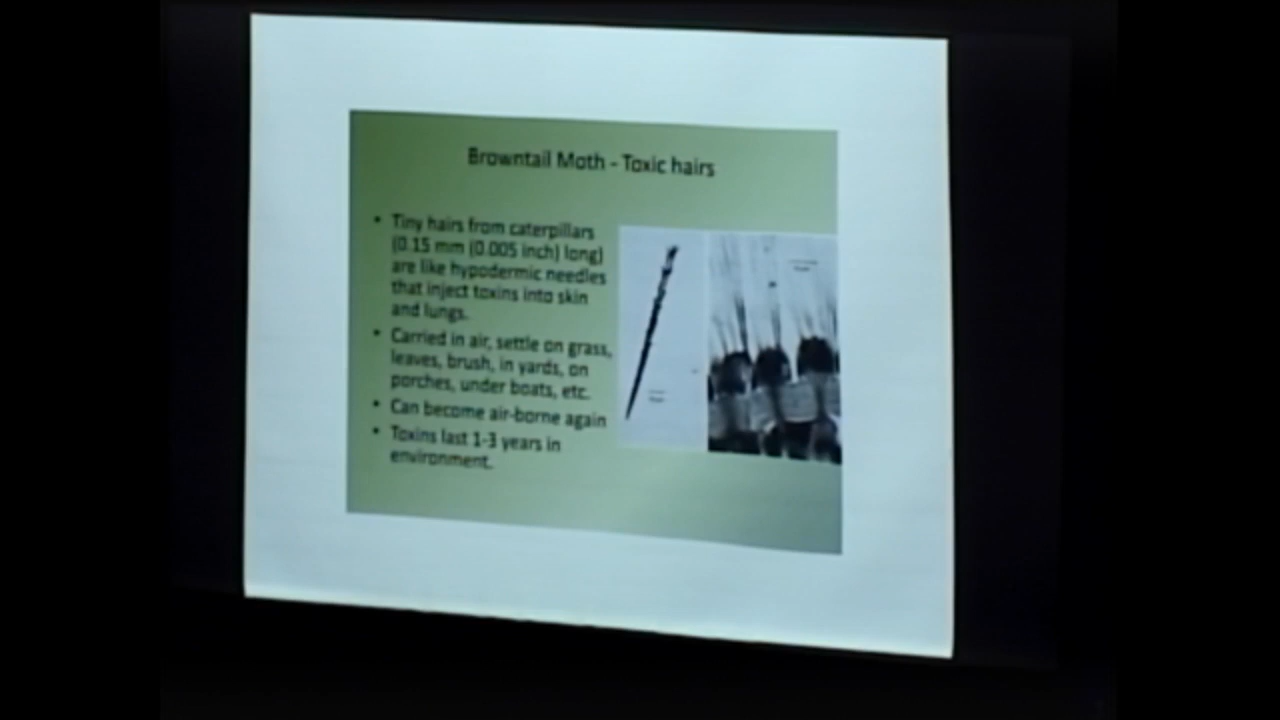 Browntail Moth - Toxic hairs
• Tiny hairs from caterpillars
(0.15 mm (0.005 inch) long)
are like hypodermic needles
that inject toxins into skin
and lungs.
• Carried in air, settle on grass,
leaves, brush, in yards, on
porches, under boats, etc.
• Can become air-borne again
• Toxins last 1-3 years in
environment.